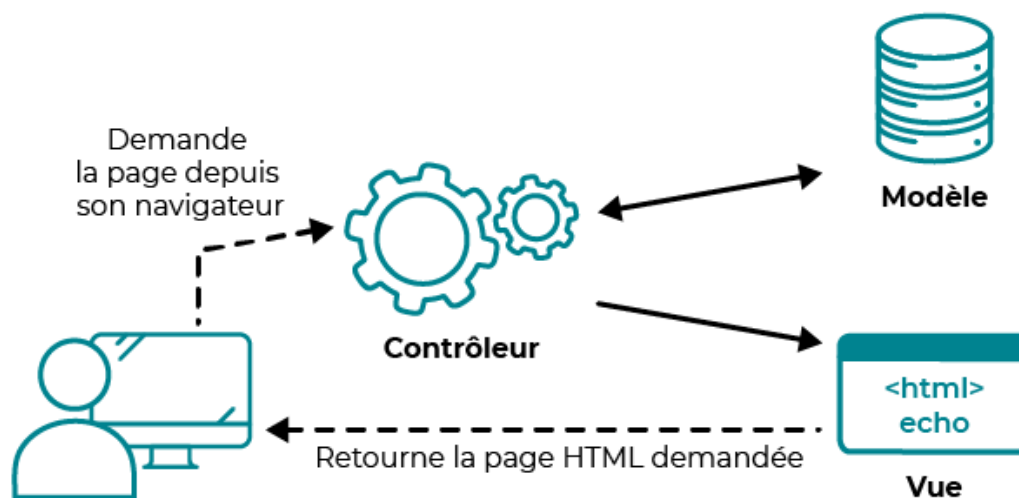 Demande
la page depuis
son navigateur
Modèle
Contrôleur
<html>
echo
Retourne la page HTML demandée
Vue